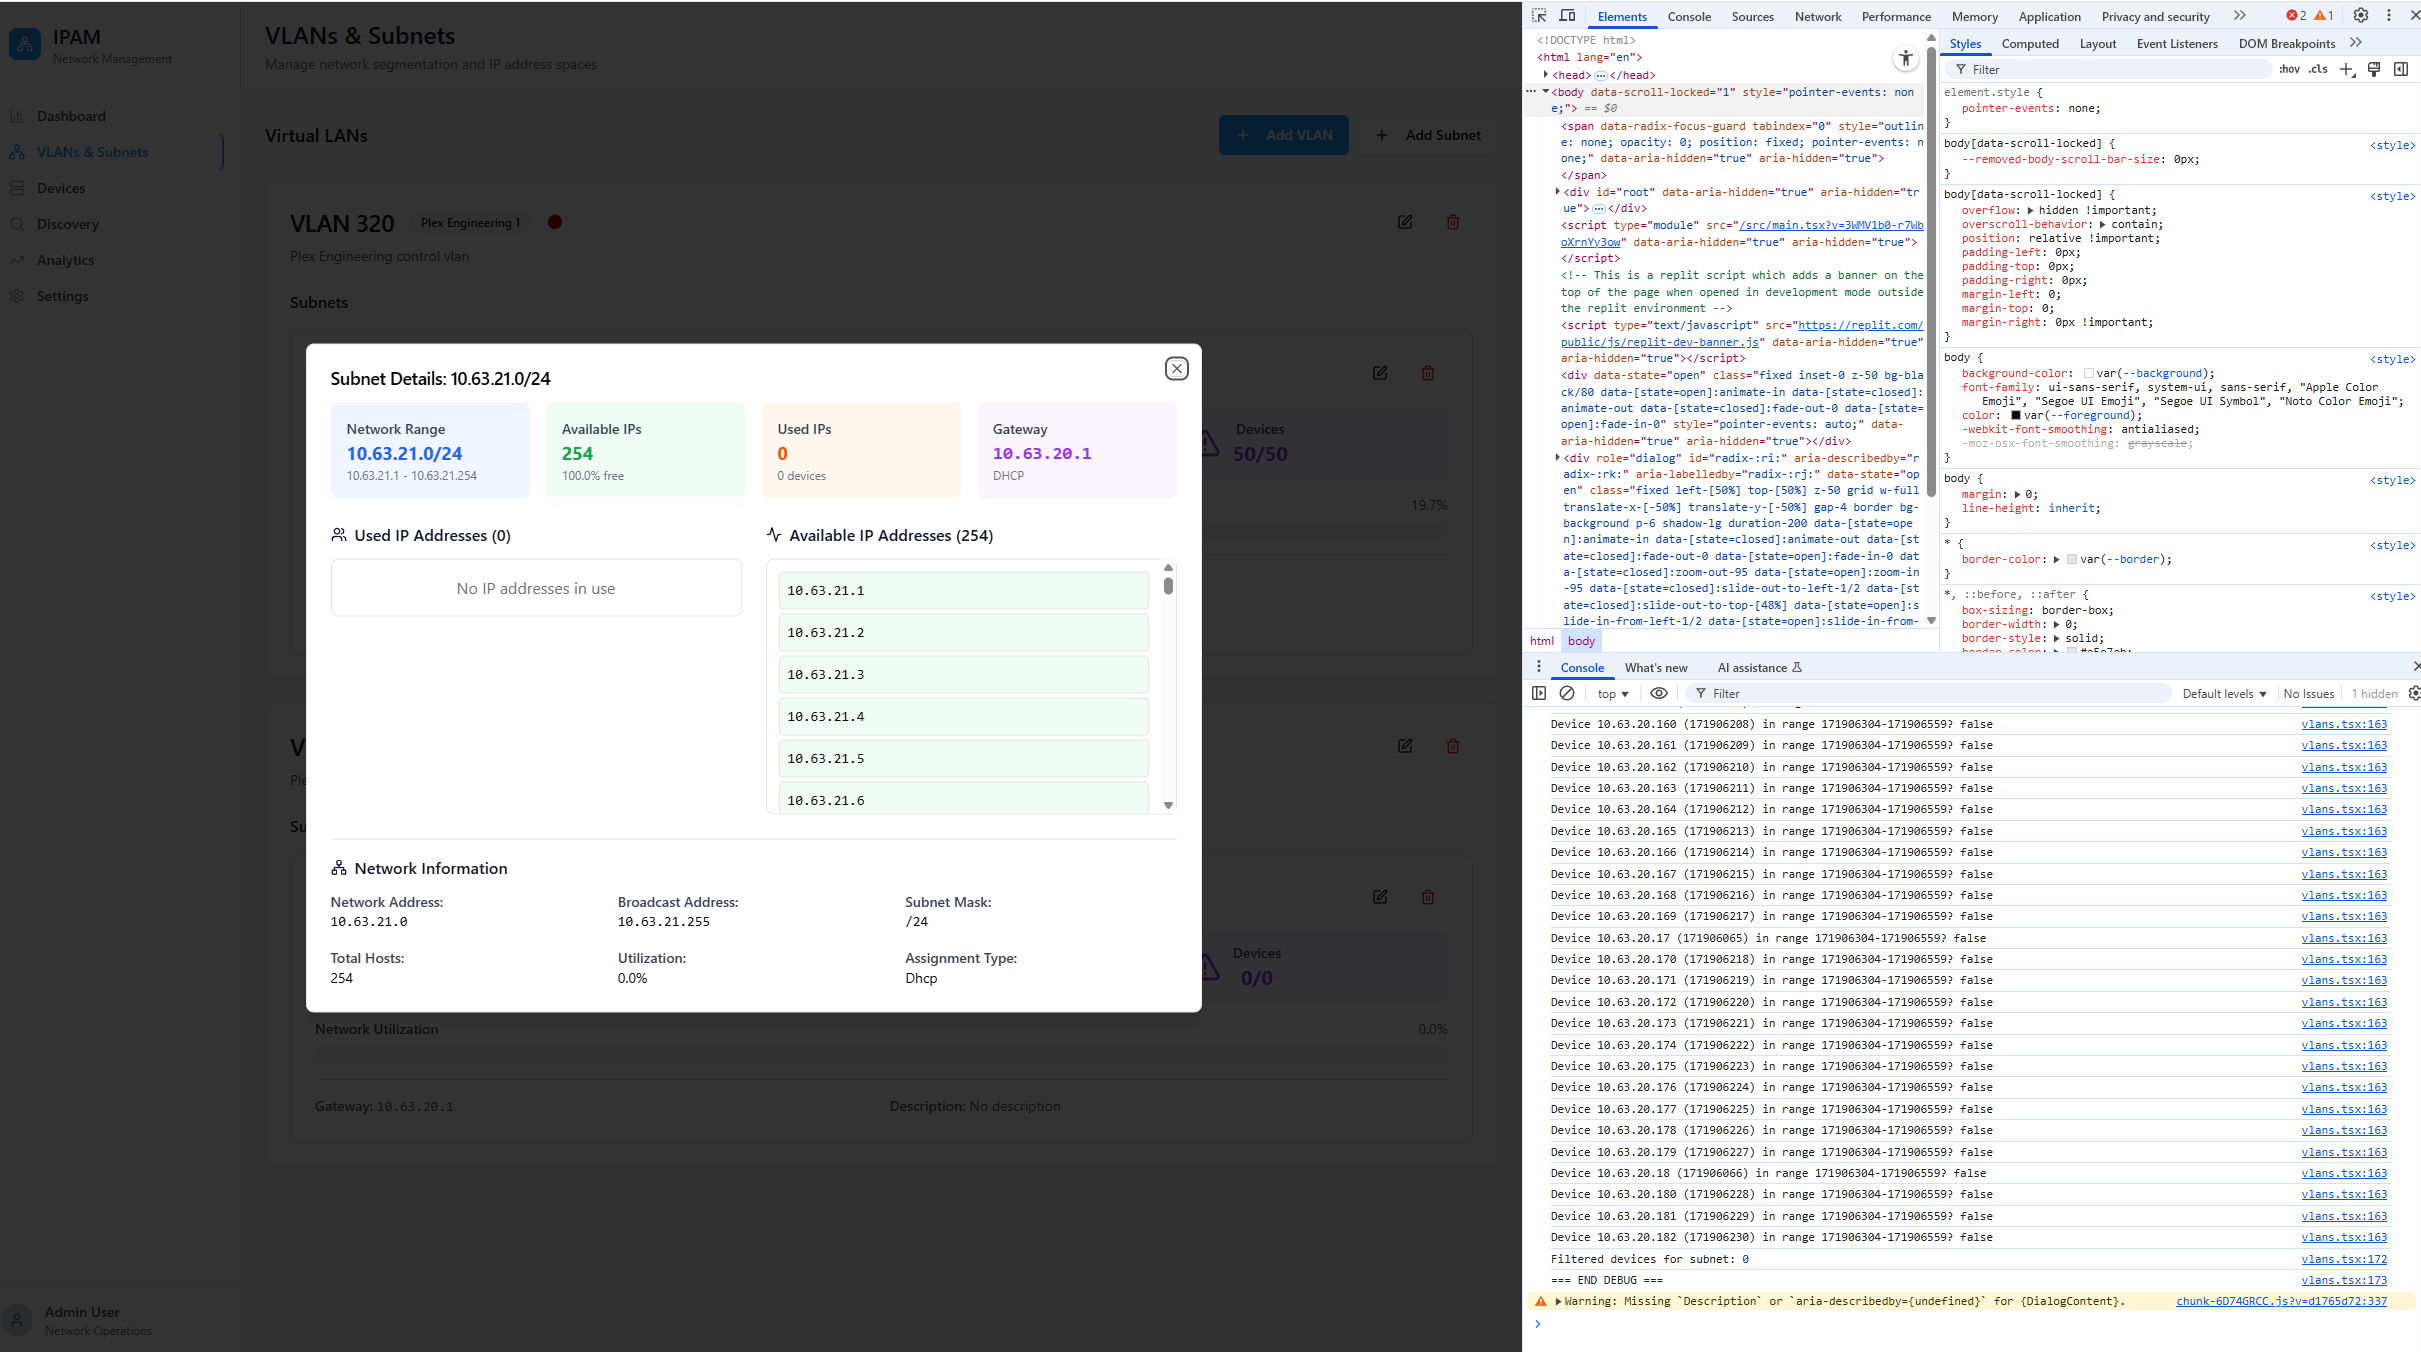 IPAM
Network Management
Dashboard
VLANs & Subnets
Devices
Discovery
Analytics
Settings
Admin User
Network Operations
VLANs & Subnets
Manage network segmentation and IP address spaces
Virtual LANs
Add VLAN
Add Subnet
VLAN 320
Plex Engineering 1
Plex Engineering control vlan
Subnets
Devices
50/50
19.7%
Devices
0/0
Network Utilization
0.0%
Gateway: 10.63.20.1
Description: No description
Subnet Details: 10.63.21.0/24
Network Range
10.63.21.0/24
10.63.21.1 - 10.63.21.254
Available IPs
254
100.0% free
Used IPs
0
0 devices
Gateway
10.63.20.1
DHCP
Used IP Addresses (0)
No IP addresses in use
Available IP Addresses (254)
10.63.21.1
10.63.21.2
10.63.21.3
10.63.21.4
10.63.21.5
10.63.21.6
Network Information
Network Address:
10.63.21.0
Broadcast Address:
10.63.21.255
Subnet Mask:
/24
Total Hosts:
254
Utilization:
0.0%
Assignment Type:
Dhcp
Elements Console Sources Network Performance Memory Application Privacy and security 2 1
<!DOCTYPE html>
<html lang="en">
<head> </head>
<body data-scroll-locked="1" style="pointer-events: non
e;"> == $0
<span data-radix-focus-guard tabindex="0" style="outlin
e: none; opacity: 0; position: fixed; pointer-events: n
one;" data-aria-hidden="true" aria-hidden="true">
</span>
<div id="root" data-aria-hidden="true" aria-hidden="tr
ue"> </div>
<script type="module" src="/src/main.tsx?v=3WMV1b0-r7Wb
oXrnYy3ow" data-aria-hidden="true" aria-hidden="true">
</script>
<!-- This is a replit script which adds a banner on the
top of the page when opened in development mode outside
the replit environment -->
<script type="text/javascript" src="https://replit.com/
public/js/replit-dev-banner.js" data-aria-hidden="true"
aria-hidden="true"></script>
<div data-state="open" class="fixed inset-0 z-50 bg-bla
ck/80 data-[state=open]:animate-in data-[state=closed]:
animate-out data-[state=closed]:fade-out-0 data-[state=
open]:fade-in-0" style="pointer-events: auto;" data-
aria-hidden="true" aria-hidden="true"></div>
<div role="dialog" id="radix-:ri:" aria-describedby="r
adix-:rk:" aria-labelledby="radix-:rj:" data-state="op
en" class="fixed left-[50%] top-[50%] z-50 grid w-full
translate-x-[-50%] translate-y-[-50%] gap-4 border bg-
background p-6 shadow-lg duration-200 data-[state=ope
n]:animate-in data-[state=closed]:animate-out data-[st
ate=closed]:fade-out-0 data-[state=open]:fade-in-0 dat
a-[state=closed]:zoom-out-95 data-[state=open]:zoom-in
-95 data-[state=closed]:slide-out-to-left-1/2 data-[st
ate=closed]:slide-out-to-top-[48%] data-[state=open]:s
lide-in-from-left-1/2 data-[state=open]:slide-in-from-
html body
Styles Computed Layout Event Listeners DOM Breakpoints
Filter :hov .cls
element.style {
pointer-events: none;
}
body[data-scroll-locked] { <style>
--removed-body-scroll-bar-size: 0px;
}
body[data-scroll-locked] { <style>
overflow: hidden !important;
overscroll-behavior: contain;
position: relative !important;
padding-left: 0px;
padding-top: 0px;
padding-right: 0px;
margin-left: 0;
margin-top: 0;
margin-right: 0px !important;
}
body { <style>
background-color: var(--background);
font-family: ui-sans-serif, system-ui, sans-serif, "Apple Color
Emoji", "Segoe UI Emoji", "Segoe UI Symbol", "Noto Color Emoji";
color: var(--foreground);
-webkit-font-smoothing: antialiased;
-moz-osx-font-smoothing: grayscale;
}
body { <style>
margin: 0;
line-height: inherit;
}
* { <style>
border-color: var(--border);
}
*, ::before, ::after { <style>
box-sizing: border-box;
border-width: 0;
border-style: solid;
Console What's new AI assistance
top Filter Default levels No Issues 1 hidden
Device 10.63.20.160 (171906208) in range 171906304-171906559? false vlans.tsx:163
Device 10.63.20.161 (171906209) in range 171906304-171906559? false vlans.tsx:163
Device 10.63.20.162 (171906210) in range 171906304-171906559? false vlans.tsx:163
Device 10.63.20.163 (171906211) in range 171906304-171906559? false vlans.tsx:163
Device 10.63.20.164 (171906212) in range 171906304-171906559? false vlans.tsx:163
Device 10.63.20.165 (171906213) in range 171906304-171906559? false vlans.tsx:163
Device 10.63.20.166 (171906214) in range 171906304-171906559? false vlans.tsx:163
Device 10.63.20.167 (171906215) in range 171906304-171906559? false vlans.tsx:163
Device 10.63.20.168 (171906216) in range 171906304-171906559? false vlans.tsx:163
Device 10.63.20.169 (171906217) in range 171906304-171906559? false vlans.tsx:163
Device 10.63.20.17 (171906065) in range 171906304-171906559? false vlans.tsx:163
Device 10.63.20.170 (171906218) in range 171906304-171906559? false vlans.tsx:163
Device 10.63.20.171 (171906219) in range 171906304-171906559? false vlans.tsx:163
Device 10.63.20.172 (171906220) in range 171906304-171906559? false vlans.tsx:163
Device 10.63.20.173 (171906221) in range 171906304-171906559? false vlans.tsx:163
Device 10.63.20.174 (171906222) in range 171906304-171906559? false vlans.tsx:163
Device 10.63.20.175 (171906223) in range 171906304-171906559? false vlans.tsx:163
Device 10.63.20.176 (171906224) in range 171906304-171906559? false vlans.tsx:163
Device 10.63.20.177 (171906225) in range 171906304-171906559? false vlans.tsx:163
Device 10.63.20.178 (171906226) in range 171906304-171906559? false vlans.tsx:163
Device 10.63.20.179 (171906227) in range 171906304-171906559? false vlans.tsx:163
Device 10.63.20.18 (171906066) in range 171906304-171906559? false vlans.tsx:163
Device 10.63.20.180 (171906228) in range 171906304-171906559? false vlans.tsx:163
Device 10.63.20.181 (171906229) in range 171906304-171906559? false vlans.tsx:163
Device 10.63.20.182 (171906230) in range 171906304-171906559? false vlans.tsx:163
Filtered devices for subnet: 0 vlans.tsx:172
=== END DEBUG === vlans.tsx:173
Warning: Missing `Description` or `aria-describedby={undefined}` for {DialogContent}. chunk-6D74GRCC.js?v=d1765d72:337